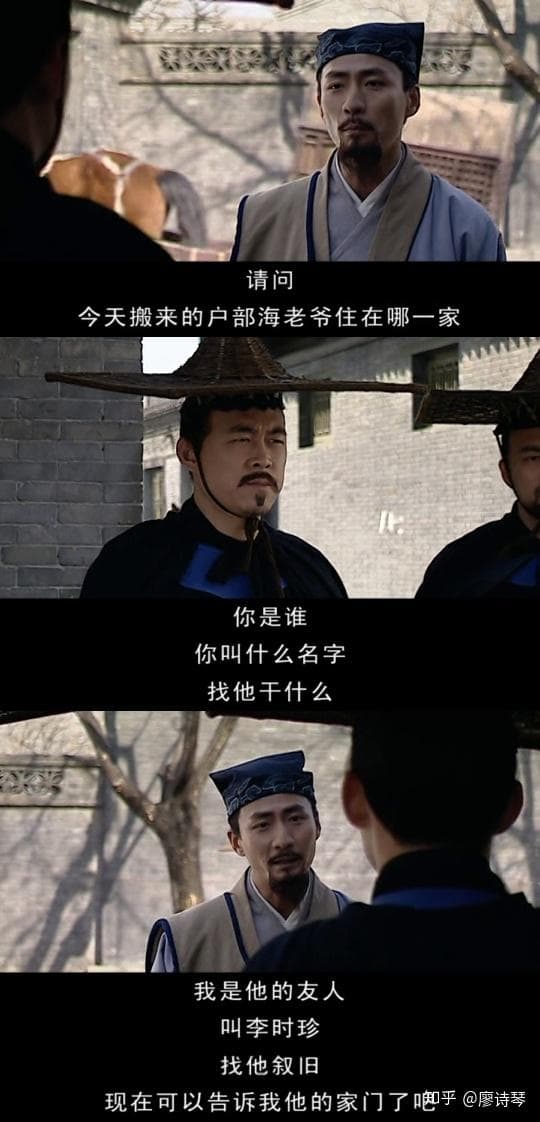 请问
今天搬来的户部海老爷住在哪一家
你是谁
你叫什么名字
找他干什么
我是他的友人
叫李时珍
找他叙旧
现在可以告诉我他的家门了吧
知乎 @廖诗琴